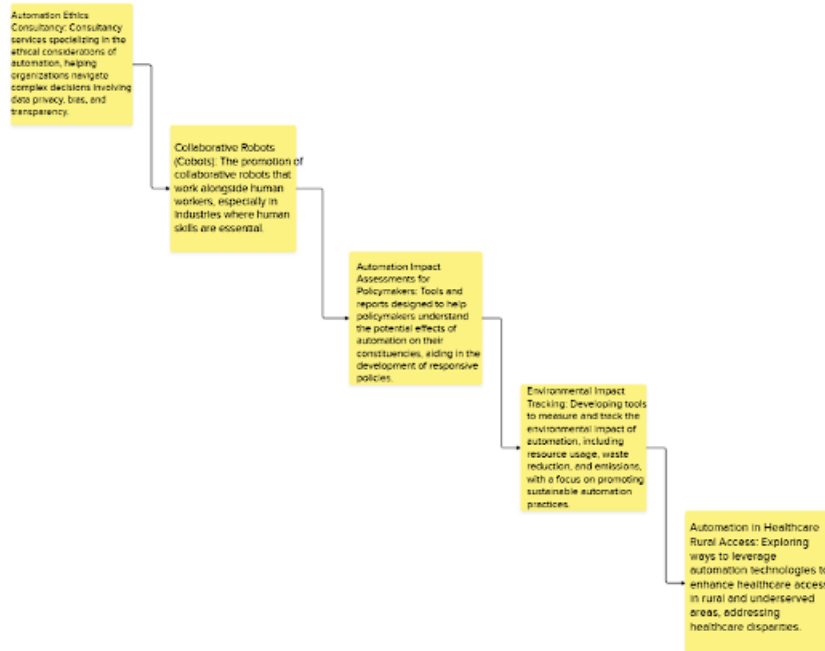 Automation Ethics
Consultancy: Consultancy
services specializing in the
ethical considerations of
automation, helping
organizations navigate
complex decisions involving
data privacy, bias, and
transparency.
Collaborative Robots
(Cobots): The promotion of
collaborative robots that
work alongside human
workers, especially in
industries where human
skills are essential.
Automation Impact
Assessments for
Policymakers: Tools and
reports designed to help
policymakers understand
the potential effects of
automation on their
constituencies, aiding in the
development of responsive
policies.
Environmental Impact
Tracking: Developing tools
to measure and track the
environmental impact of
automation, including
resource usage, waste
reduction, and emissions,
with a focus on promoting
sustainable automation
practices.
Automation in Healthcare
Rural Access: Exploring
ways to leverage
automation technologies to
enhance healthcare access
in rural and underserved
areas, addressing
healthcare disparities.